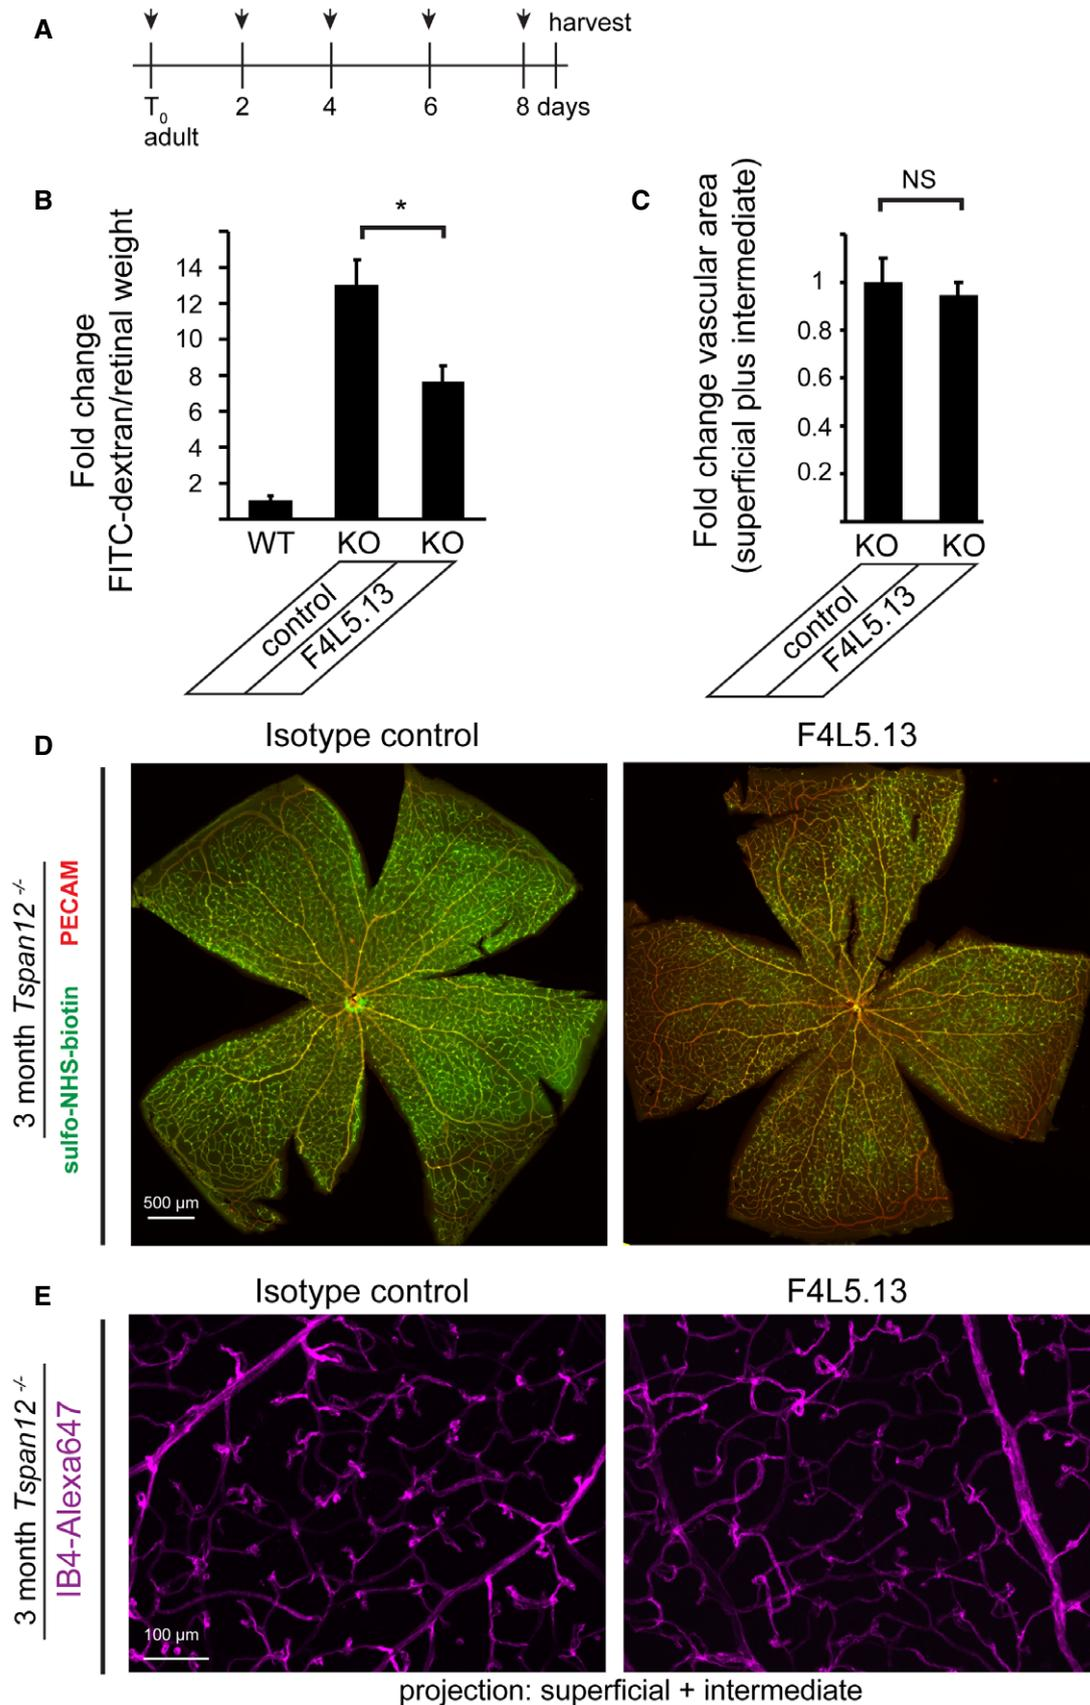 A
harvest
T0 2 4 6 8 days
adult
B
Fold change
FITC-dextran/retinal weight
14
12
10
8
6
4
2
*
WT KO KO
control
F4L5.13
C
Fold change vascular area
(superficial plus intermediate)
NS
1
0.8
0.6
0.4
0.2
KO KO
control
F4L5.13
D
Isotype control F4L5.13
3 month Tspan12 -/-
sulfo-NHS-biotin PECAM
500 µm
E
Isotype control F4L5.13
3 month Tspan12 -/-
IB4-Alexa647
100 µm
projection: superficial + intermediate